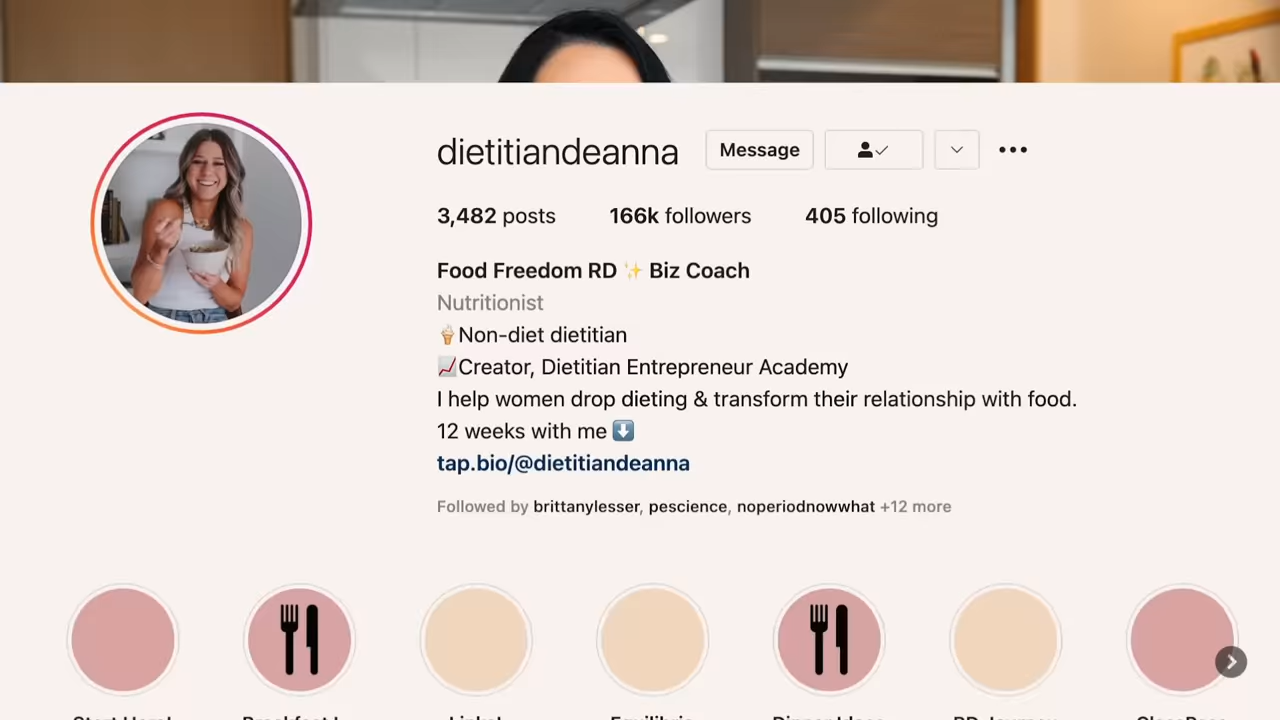 dietitiandeanna Message
3,482 posts 166k followers 405 following
Food Freedom RD ✨ Biz Coach
Nutritionist
🍦Non-diet dietitian
📈Creator, Dietitian Entrepreneur Academy
I help women drop dieting & transform their relationship with food.
12 weeks with me ⬇️
tap.bio/@dietitiandeanna
Followed by brittanylesser, pescience, noperiodnowwhat +12 more